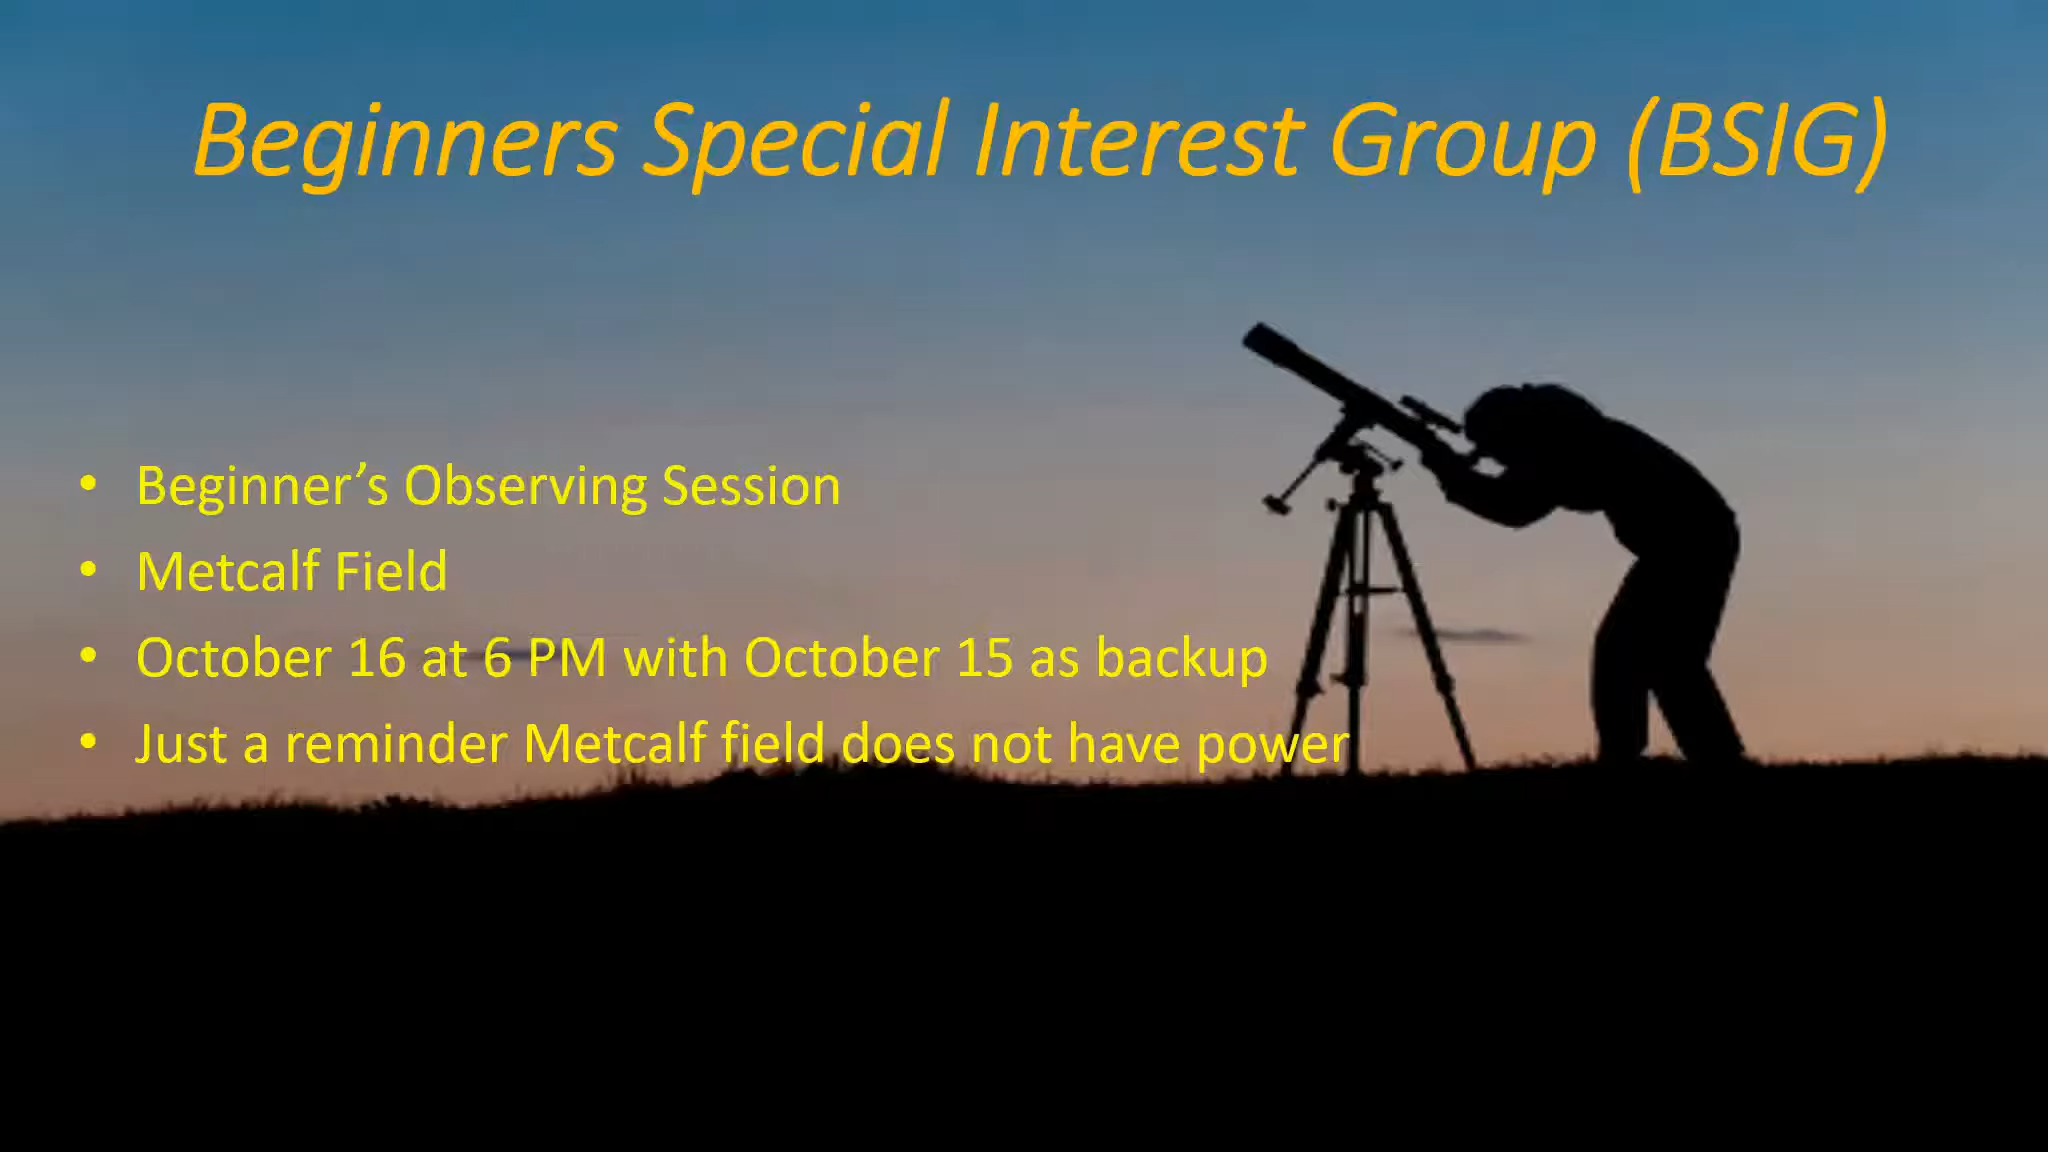 Beginners Special Interest Group (BSIG)
• Beginner’s Observing Session
• Metcalf Field
• October 16 at 6 PM with October 15 as backup
• Just a reminder Metcalf field does not have power